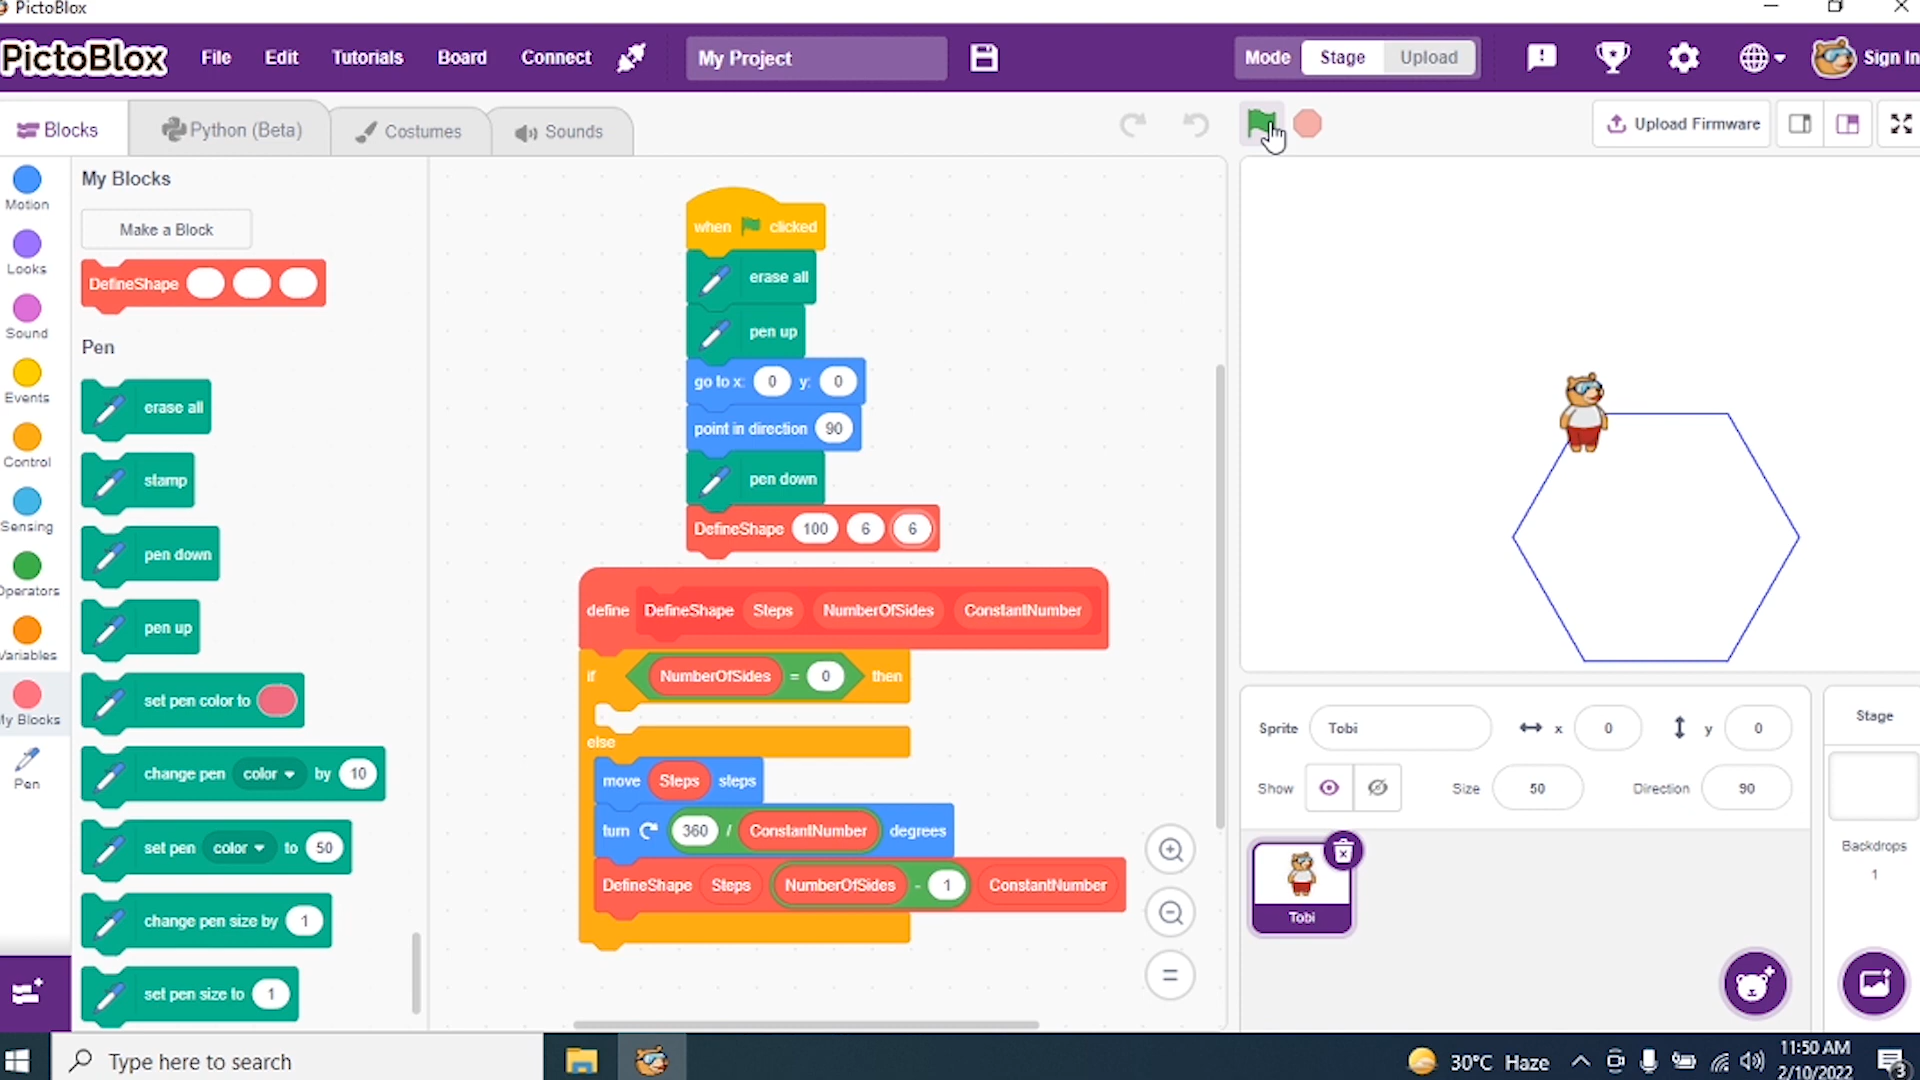 PictoBlox
PictoBlox File Edit Tutorials Board Connect My Project Mode Stage Upload Sign In
Blocks Python (Beta) Costumes Sounds Upload Firmware
Motion
Looks
Sound
Events
Control
Sensing
Operators
Variables
My Blocks
Pen
My Blocks
Make a Block
DefineShape
Pen
erase all
stamp
pen down
pen up
set pen color to
change pen color by 10
set pen color to 50
change pen size by 1
set pen size to 1
when clicked
erase all
pen up
go to x: 0 y: 0
point in direction 90
pen down
DefineShape 100 6 6
define DefineShape Steps NumberOfSides ConstantNumber
if NumberOfSides = 0 then
else
move Steps steps
turn 360 / ConstantNumber degrees
DefineShape Steps NumberOfSides - 1 ConstantNumber
Sprite Tobi x 0 y 0
Show Size 50 Direction 90
Tobi
Stage
Backdrops
1
Type here to search
30°C Haze
11:50 AM
2/10/2022
3